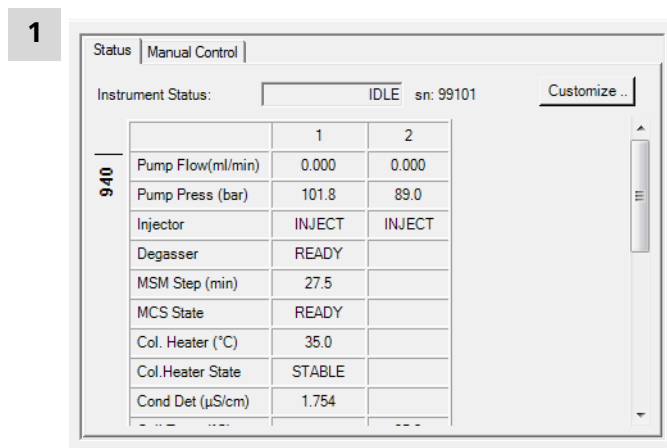 1
Status Manual Control
Instrument Status: IDLE sn: 99101 Customize ..
940
1 2
Pump Flow(ml/min) 0.000 0.000
Pump Press (bar) 101.8 89.0
Injector INJECT INJECT
Degasser READY
MSM Step (min) 27.5
MCS State READY
Col. Heater (°C) 35.0
Col.Heater State STABLE
Cond Det (µS/cm) 1.754